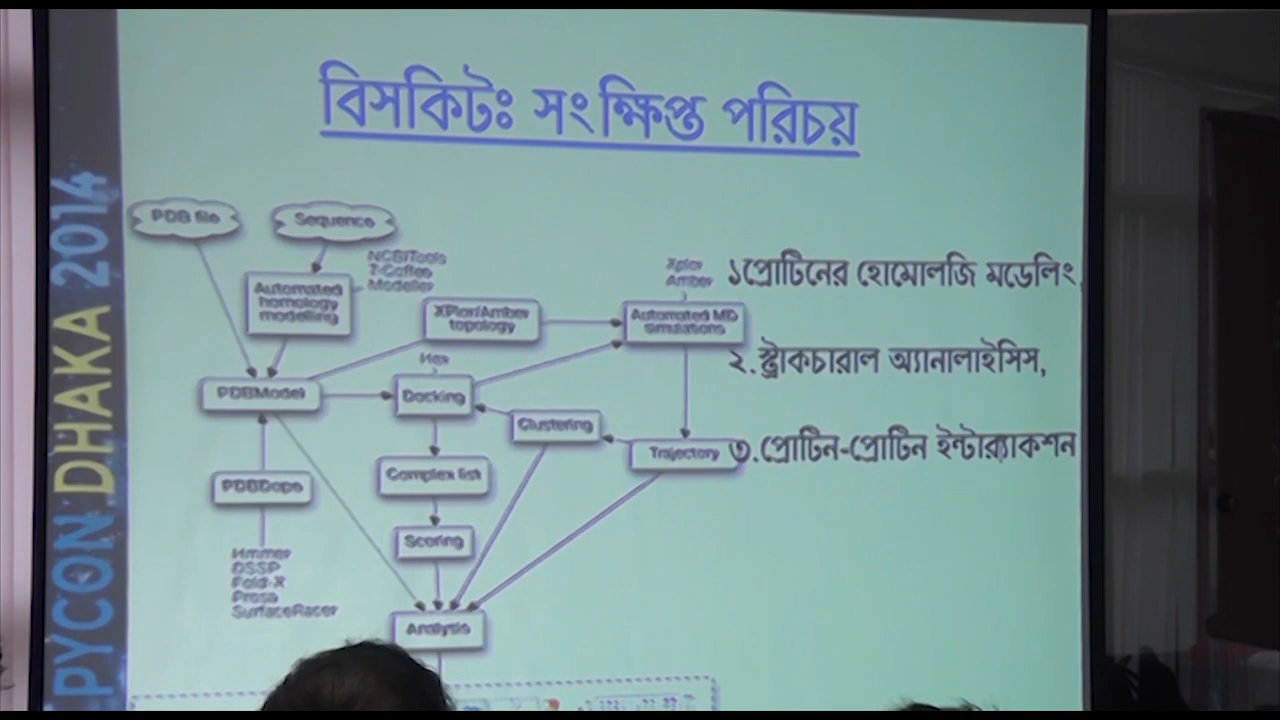 বিসকিটঃ সংক্ষিপ্ত পরিচয়
PYCON DHAKA 2014
PDB file
Sequence
NCBITools
T-Coffee
Modeller
Automated
homology
modelling
XPlor/Amber
topology
Xplor
Amber
Automated MD
simulations
১প্রোটিনের হোমোলজি মডেলিং,
Hex
PDBModel
Docking
২.স্ট্রাকচারাল অ্যানালাইসিস,
Clustering
Trajectory
৩.প্রোটিন-প্রোটিন ইন্টার‍্যাকশন
PDBDope
Complex list
Scoring
Hmmer
DSSP
Fold-X
Prosa
SurfaceRacer
Analysis